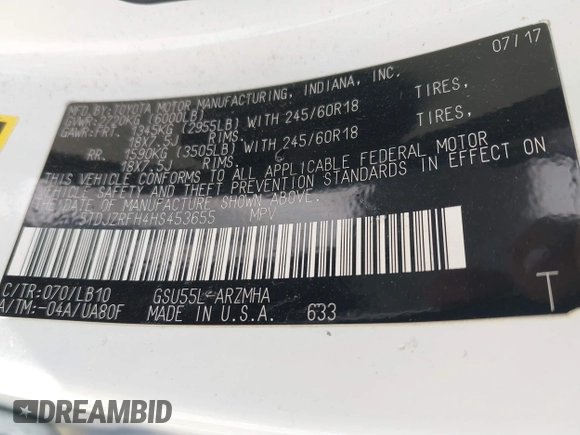 07/17
MFD BY: TOYOTA MOTOR MANUFACTURING, INDIANA, INC.
GVWR: 2720KG (6000LB)
GAWR:FRT. 1345KG (2955LB) WITH 245/60R18 TIRES,
18X7.5J RIMS.
RR. 1590KG (3505LB) WITH 245/60R18 TIRES,
18X7.5J RIMS.
THIS VEHICLE CONFORMS TO ALL APPLICABLE FEDERAL MOTOR
VEHICLE SAFETY AND THEFT PREVENTION STANDARDS IN EFFECT ON
THE DATE OF MANUFACTURE SHOWN ABOVE.
5TDJZRFH4HS453655 MPV
C/TR:070/LB10 GSU55L-ARZMHA T
A/TM:-04A/UA80F MADE IN U.S.A. 633
DREAMBID